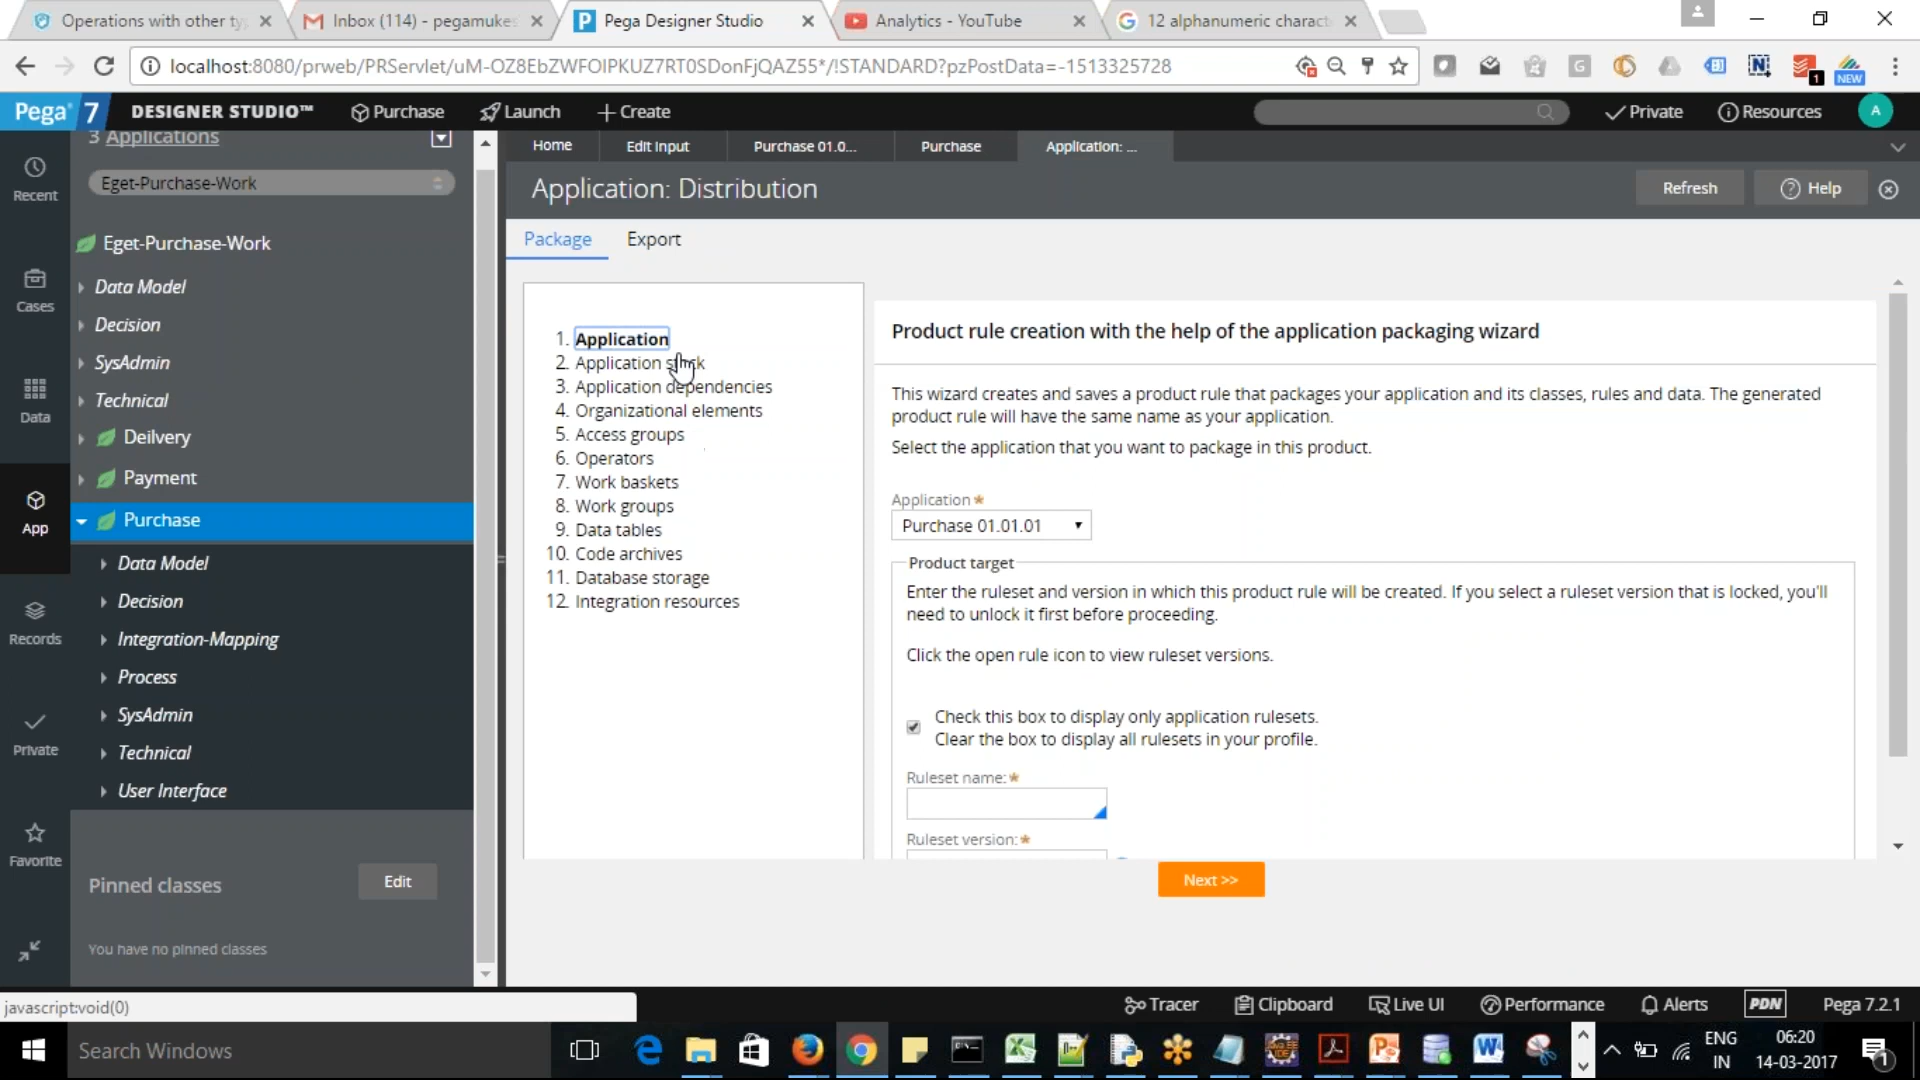 Operations with other ty
Inbox (114) - pegamukes
Pega Designer Studio
Analytics - YouTube
12 alphanumeric charact
localhost:8080/prweb/PRServlet/uM-OZ8EbZWFOIPKUZ7RT0SDonFjQAZ55*/!STANDARD?pzPostData=-1513325728
1
NEW
Pega 7
DESIGNER STUDIO™
Purchase
Launch
Create
Private
Resources
A
Recent
Cases
Data
App
Records
Private
Favorite
3 Applications
Eget-Purchase-Work
Eget-Purchase-Work
Data Model
Decision
SysAdmin
Technical
Deilvery
Payment
Purchase
Data Model
Decision
Integration-Mapping
Process
SysAdmin
Technical
User Interface
Pinned classes
Edit
You have no pinned classes
Home
Edit Input
Purchase 01.0...
Purchase
Application: ...
Application: Distribution
Refresh
Help
Package
Export
1. Application
2. Application stack
3. Application dependencies
4. Organizational elements
5. Access groups
6. Operators
7. Work baskets
8. Work groups
9. Data tables
10. Code archives
11. Database storage
12. Integration resources
Product rule creation with the help of the application packaging wizard
This wizard creates and saves a product rule that packages your application and its classes, rules and data. The generated
product rule will have the same name as your application.
Select the application that you want to package in this product.
Application *
Purchase 01.01.01
Product target
Enter the ruleset and version in which this product rule will be created. If you select a ruleset version that is locked, you'll
need to unlock it first before proceeding.
Click the open rule icon to view ruleset versions.
Check this box to display only application rulesets.
Clear the box to display all rulesets in your profile.
Ruleset name: *
Ruleset version: *
Next >>
javascript:void(0)
Tracer
Clipboard
Live UI
Performance
Alerts
PDN
Pega 7.2.1
Search Windows
ENG
IN
06:20
14-03-2017
1